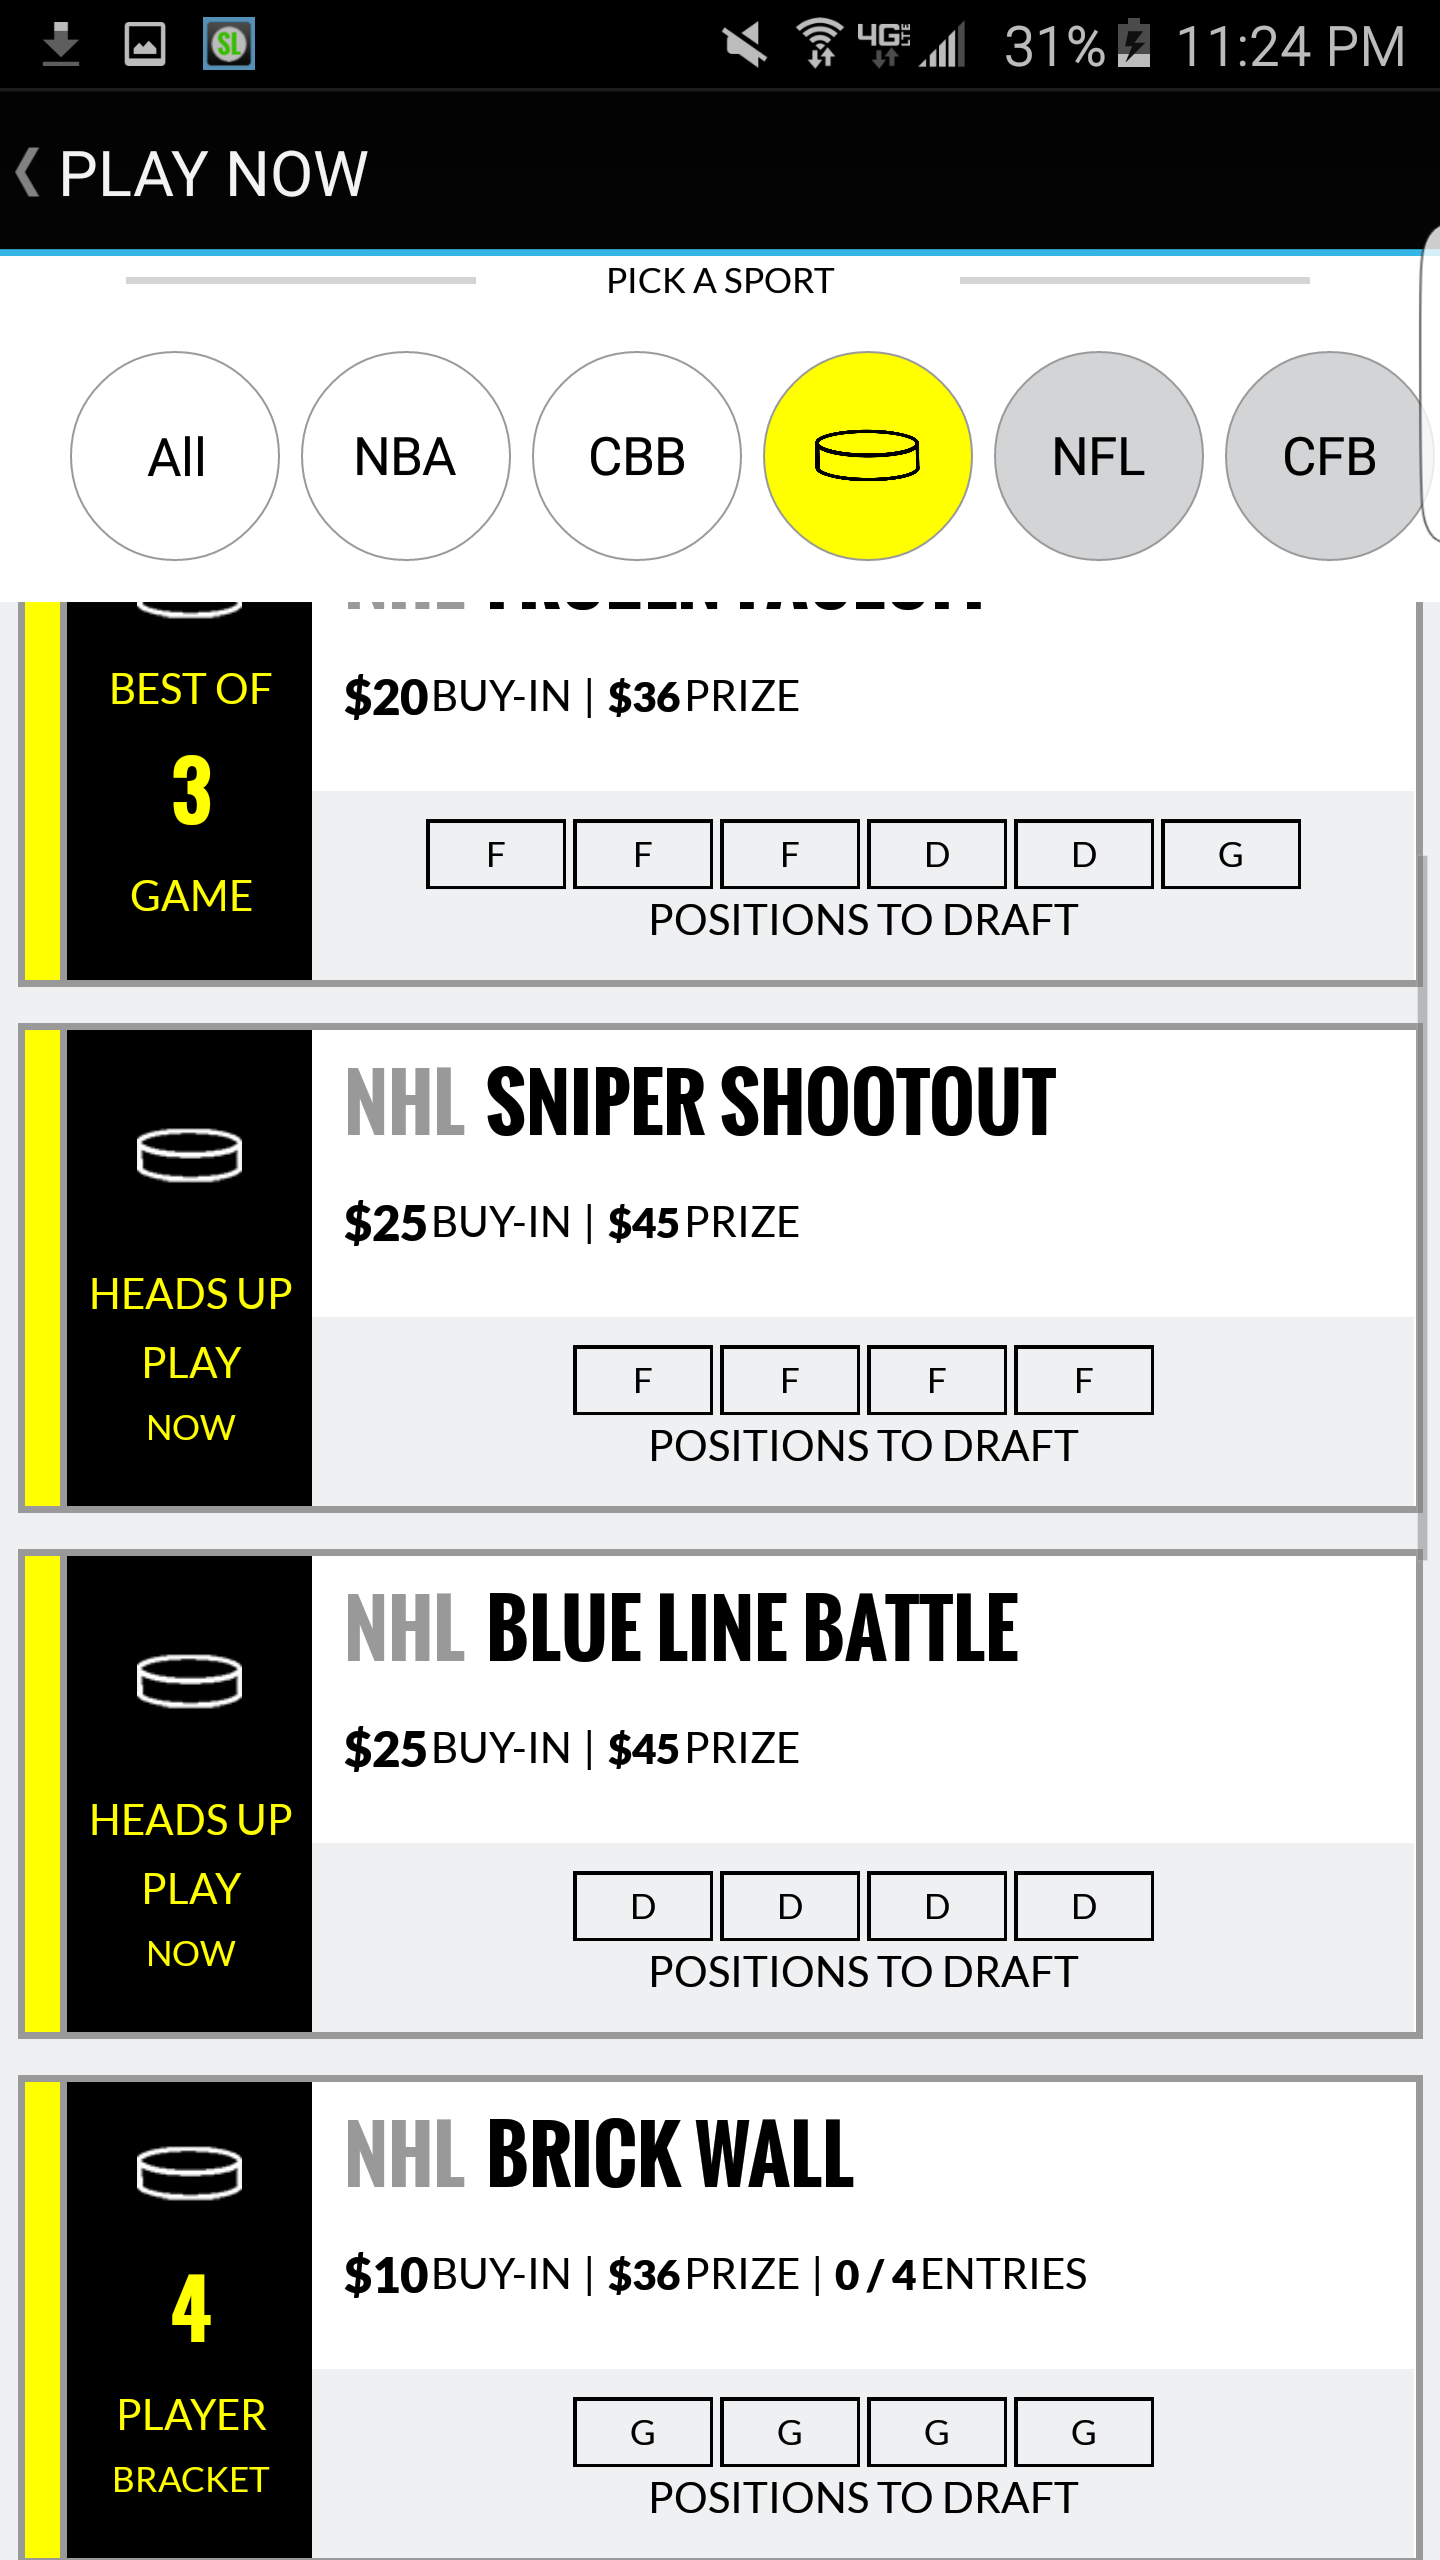 SL 4G LTE 31% 11:24 PM
PLAY NOW
PICK A SPORT
All NBA CBB NFL CFB
BEST OF
3
GAME
$20 BUY-IN | $36 PRIZE
F F F D D G
POSITIONS TO DRAFT
NHL SNIPER SHOOTOUT
$25 BUY-IN | $45 PRIZE
HEADS UP
PLAY
NOW
F F F F
POSITIONS TO DRAFT
NHL BLUE LINE BATTLE
$25 BUY-IN | $45 PRIZE
HEADS UP
PLAY
NOW
D D D D
POSITIONS TO DRAFT
NHL BRICK WALL
$10 BUY-IN | $36 PRIZE | 0 / 4 ENTRIES
4
PLAYER
BRACKET
G G G G
POSITIONS TO DRAFT